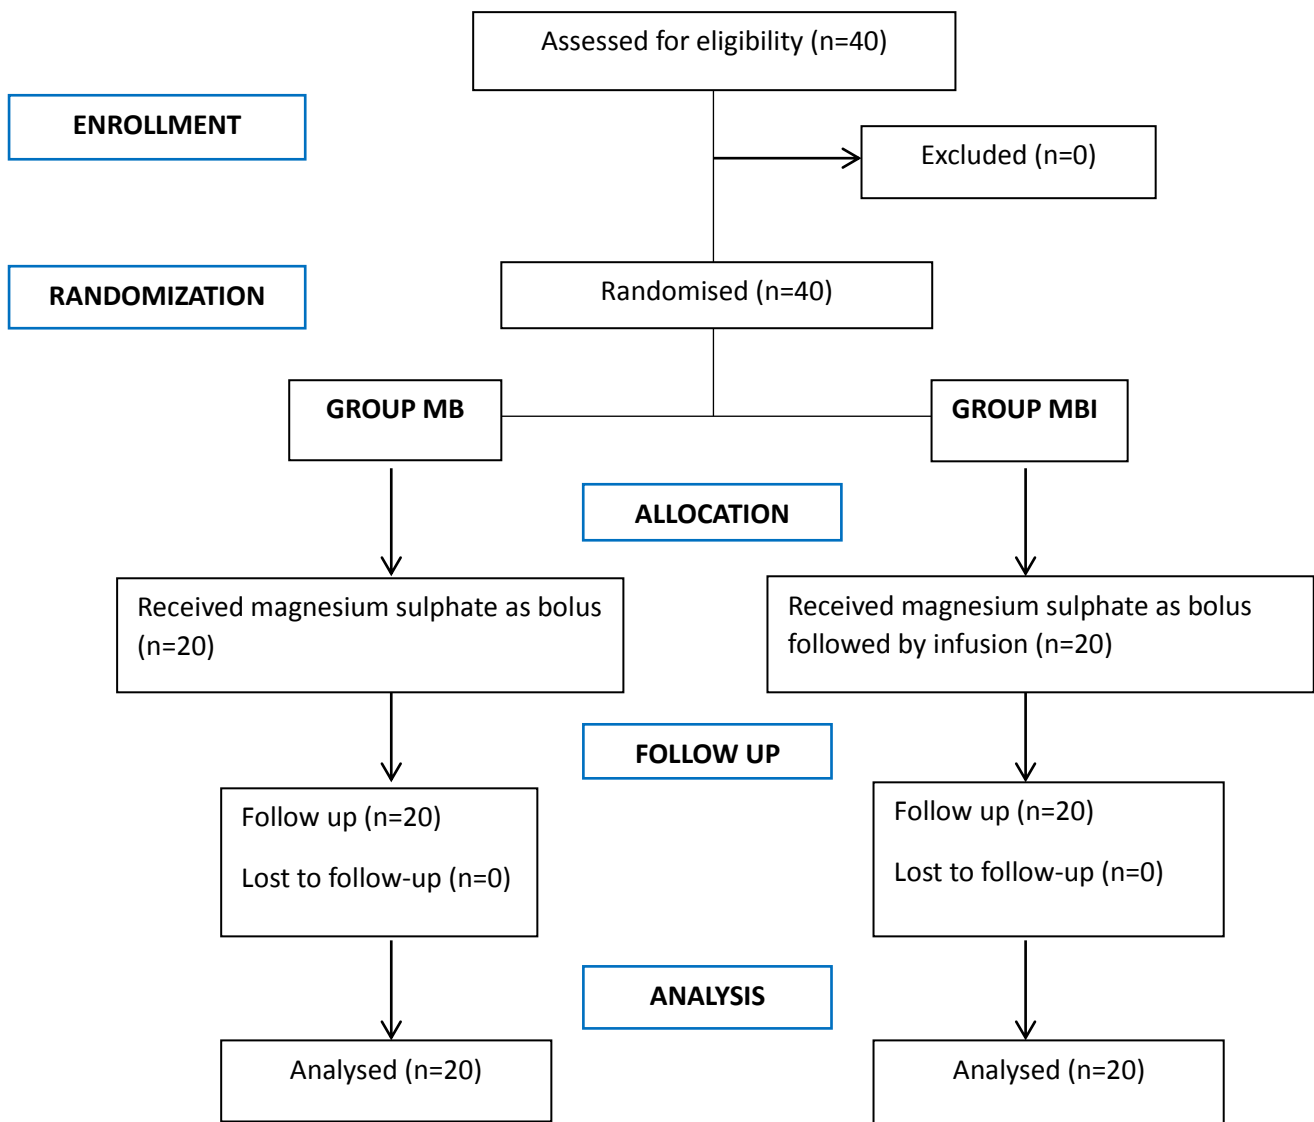 Assessed for eligibility (n=40)
ENROLLMENT
Excluded (n=0)
RANDOMIZATION
Randomised (n=40)
GROUP MB
GROUP MBI
ALLOCATION
Received magnesium sulphate as bolus
(n=20)
Received magnesium sulphate as bolus
followed by infusion (n=20)
FOLLOW UP
Follow up (n=20)
Lost to follow-up (n=0)
Follow up (n=20)
Lost to follow-up (n=0)
ANALYSIS
Analysed (n=20)
Analysed (n=20)